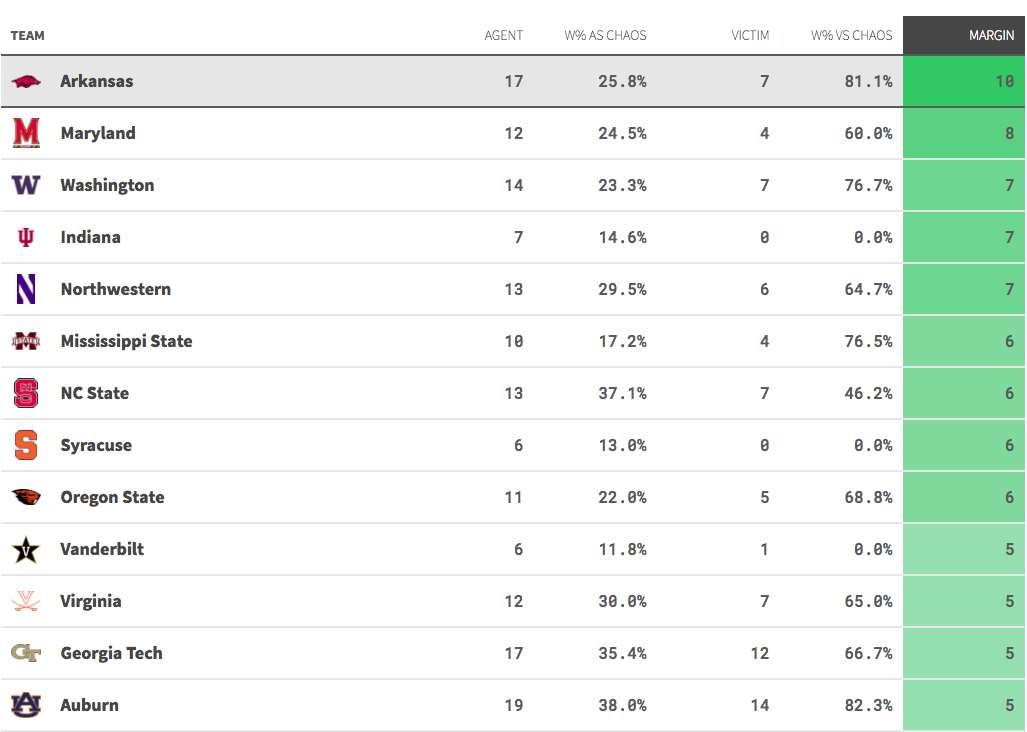 TEAM AGENT W% AS CHAOS VICTIM W% VS CHAOS MARGIN
Arkansas 17 25.8% 7 81.1% 10
M Maryland 12 24.5% 4 60.0% 8
W Washington 14 23.3% 7 76.7% 7
Indiana 7 14.6% 0 0.0% 7
N Northwestern 13 29.5% 6 64.7% 7
M STATE Mississippi State 10 17.2% 4 76.5% 6
NC State 13 37.1% 7 46.2% 6
S Syracuse 6 13.0% 0 0.0% 6
Oregon State 11 22.0% 5 68.8% 6
V Vanderbilt 6 11.8% 1 0.0% 5
V Virginia 12 30.0% 7 65.0% 5
GT Georgia Tech 17 35.4% 12 66.7% 5
AU Auburn 19 38.0% 14 82.3% 5